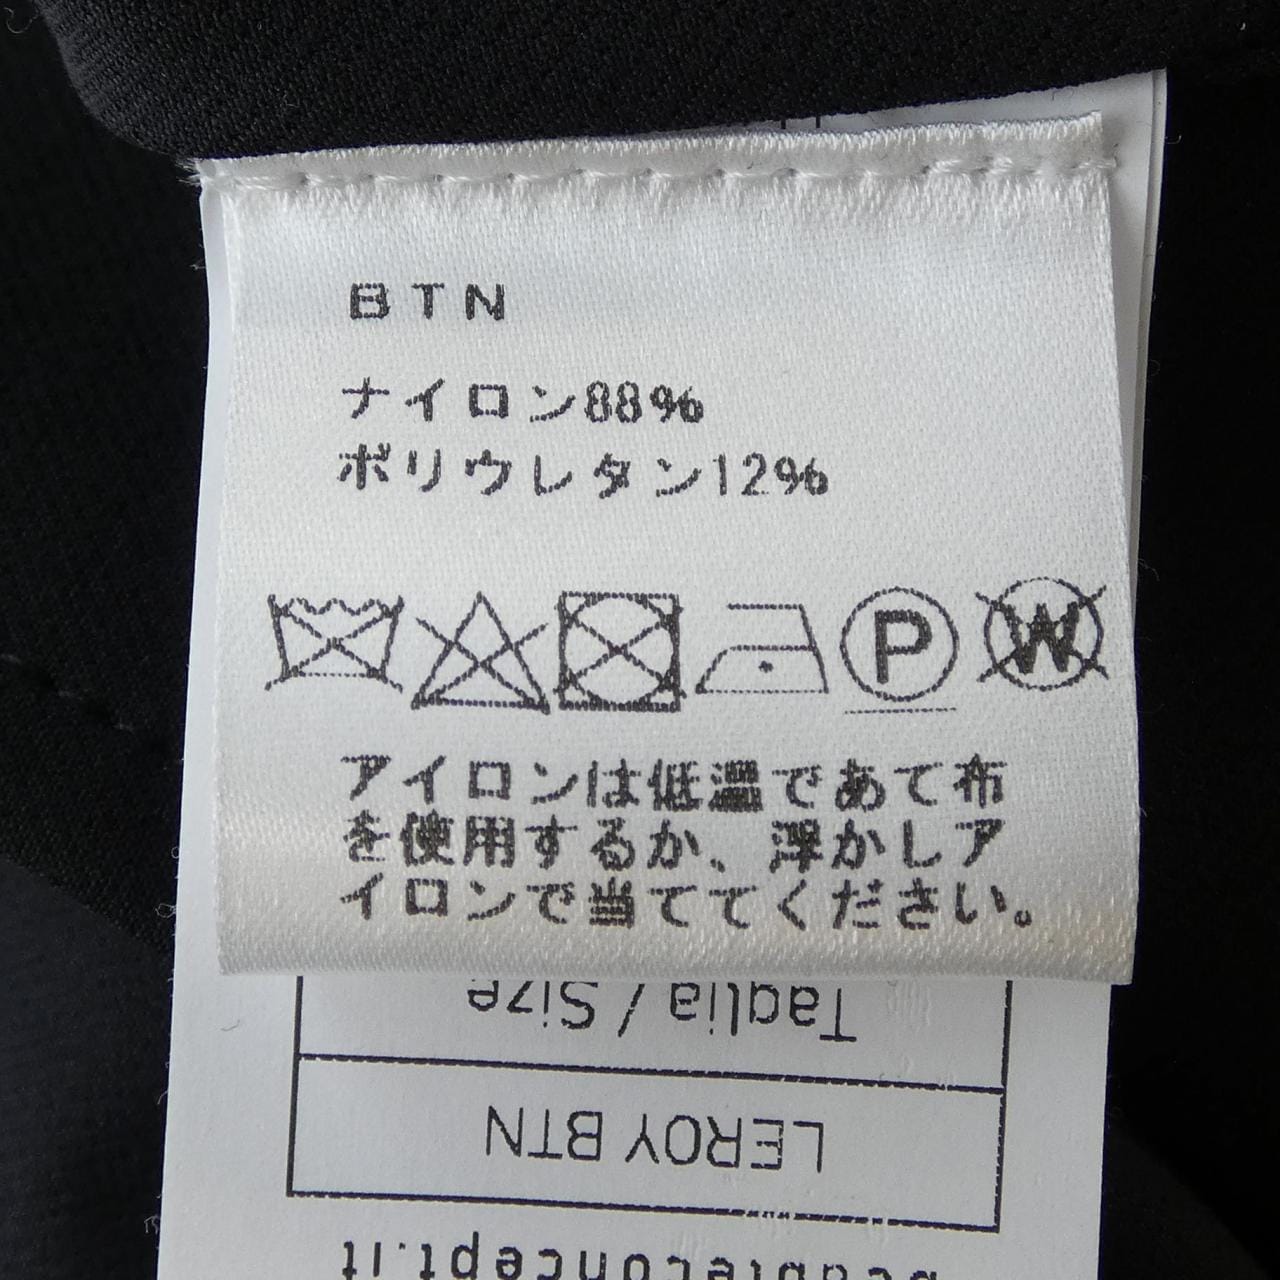 BTN
ナイロン88%
ポリウレタン12%
P W
アイロンは低温であて布
を使用するか、浮かしア
イロンで当ててください。
Taglia / Size
LEROY BTN